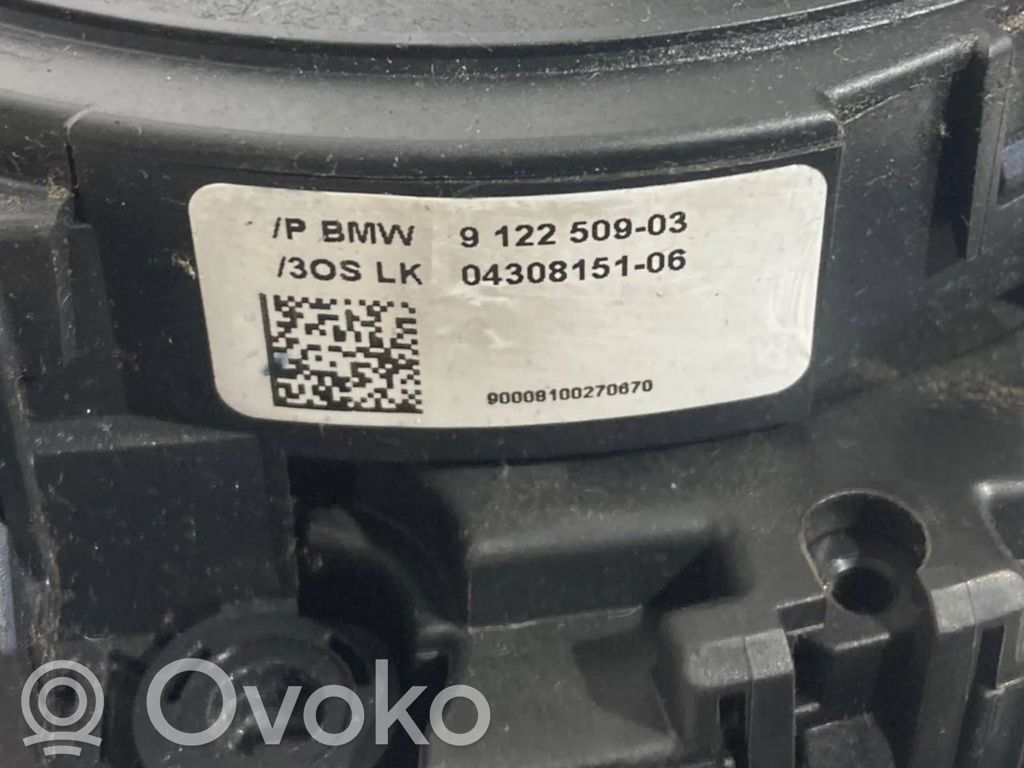 /P BMW 9 122 509-03
/3OS LK 04308151-06
90008100270670
Ovoko